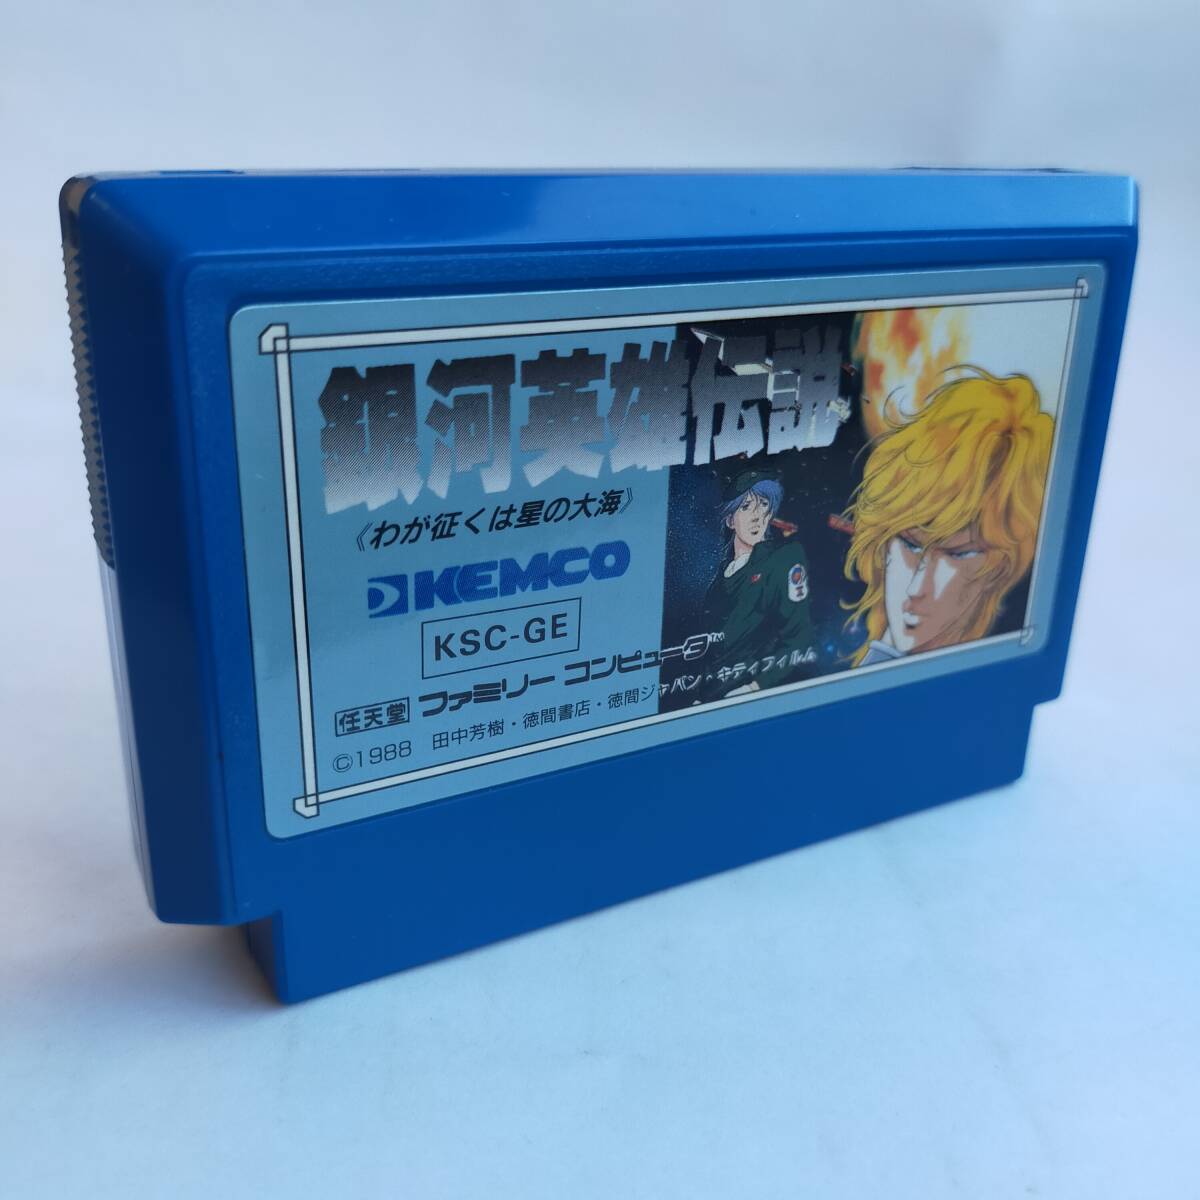 銀河英雄伝説
《わが征くは星の大海》
KEMCO
KSC-GE
任天堂 ファミリー コンピュータ™
©1988 田中芳樹・徳間書店・徳間ジャパン・キティフィルム